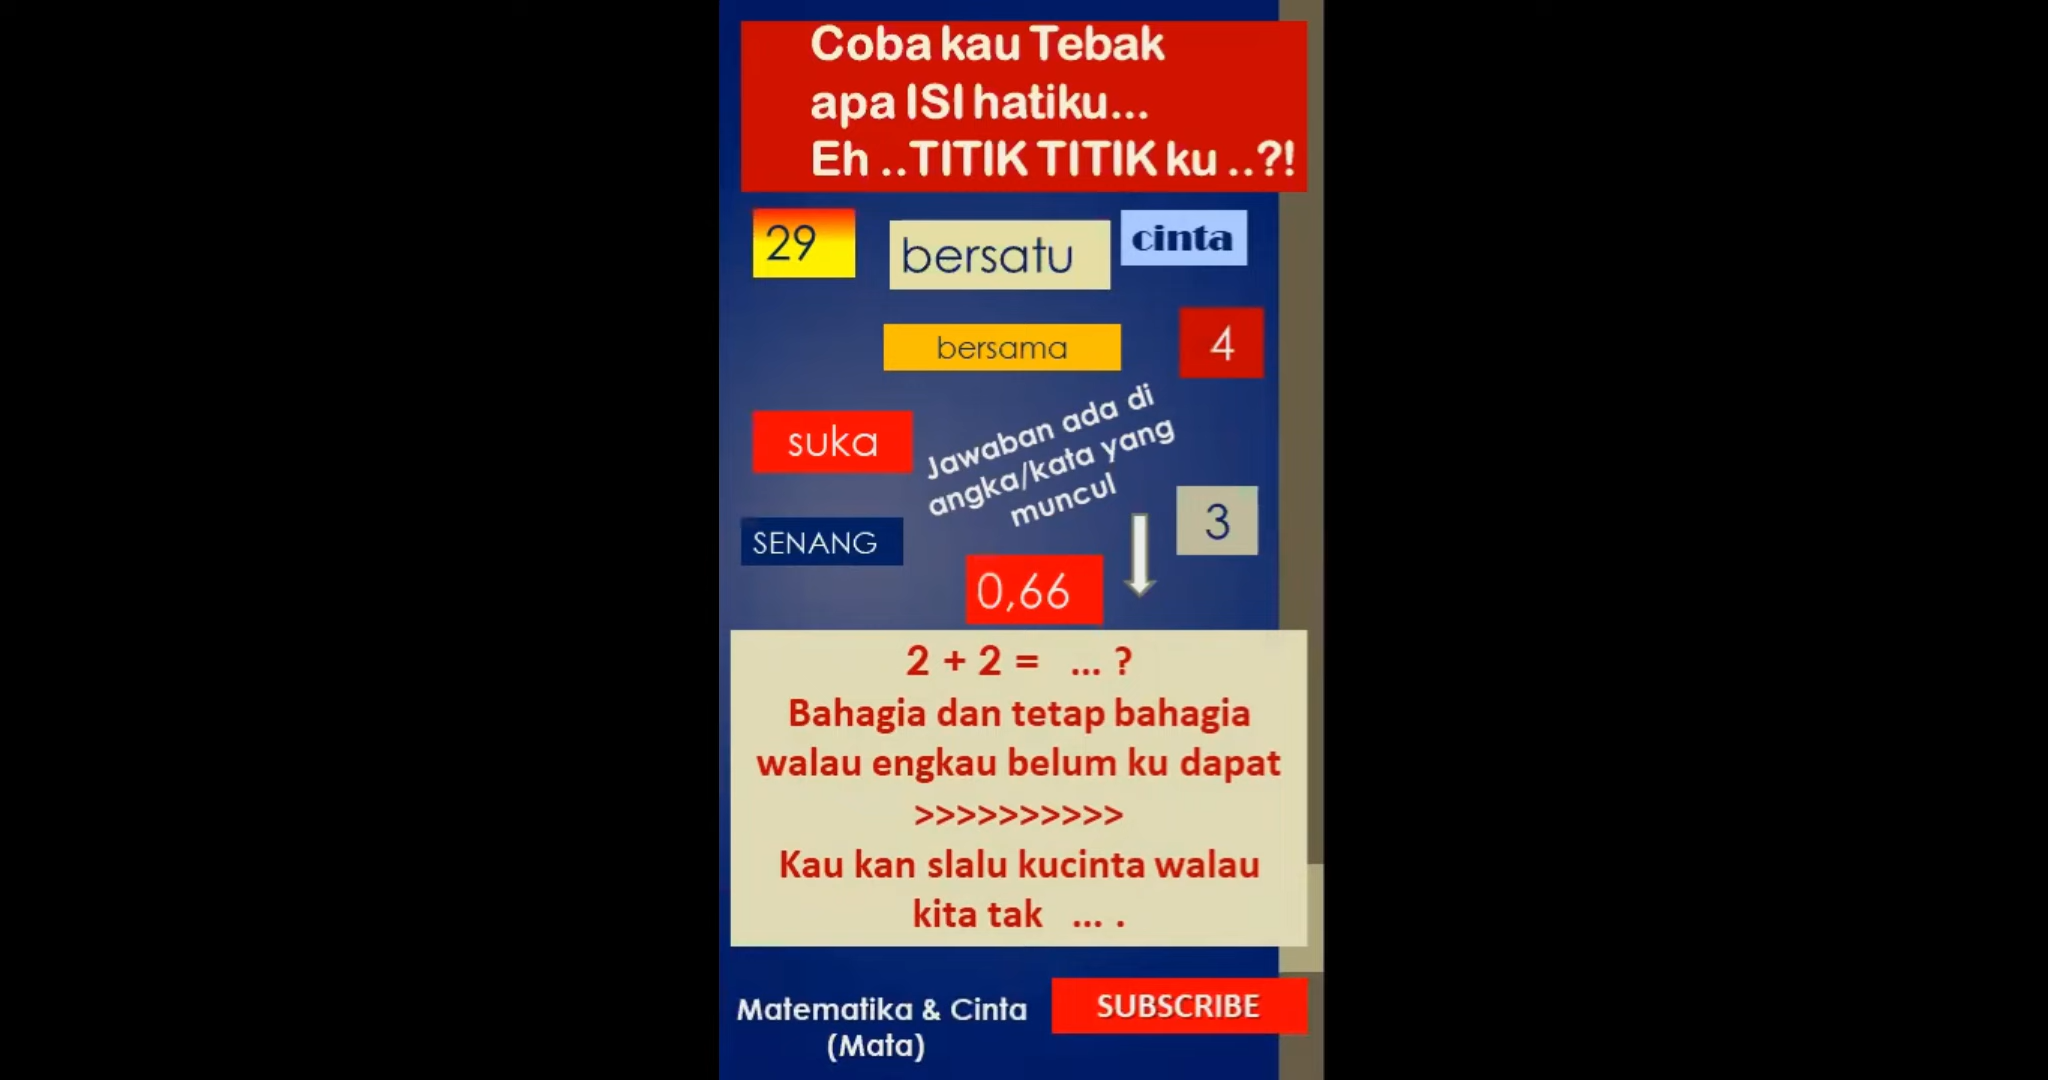 Coba kau Tebak
apa ISI hatiku...
Eh ..TITIK TITIK ku ..?!
29
bersatu
cinta
bersama
4
suka
Jawaban ada di
angka/kata yang
muncul
3
SENANG
0,66
2 + 2 = ... ?
Bahagia dan tetap bahagia
walau engkau belum ku dapat
>>>>>>>>>>
Kau kan slalu kucinta walau
kita tak ... .
Matematika & Cinta
(Mata)
SUBSCRIBE